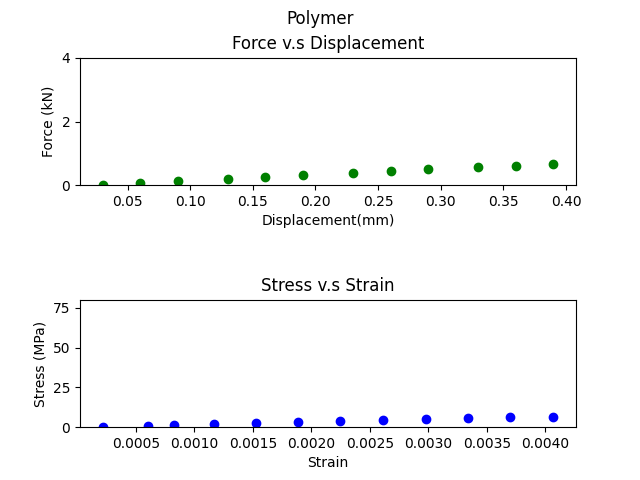 Polymer
Force v.s Displacement
4
2
0
Force (kN)
0.05 0.10 0.15 0.20 0.25 0.30 0.35 0.40
Displacement(mm)
Stress v.s Strain
75
50
25
0
Stress (MPa)
0.0005 0.0010 0.0015 0.0020 0.0025 0.0030 0.0035 0.0040
Strain